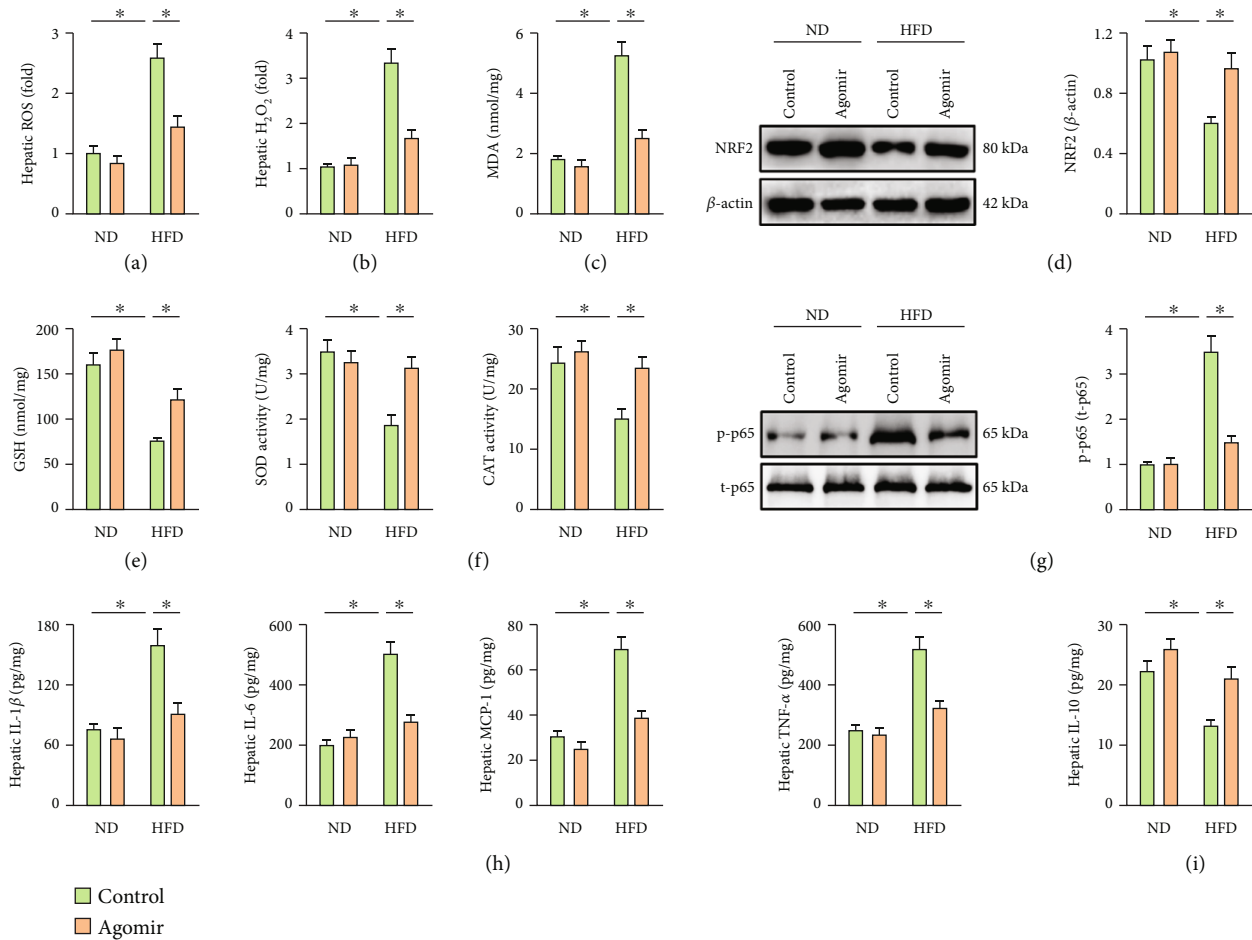 Hepatic ROS (fold)
3
2
1
0
* *
ND HFD
(a)
Hepatic H₂O₂ (fold)
4
3
2
1
0
* *
ND HFD
(b)
MDA (nmol/mg)
6
4
2
0
* *
ND HFD
(c)
ND HFD
Control Agomir Control Agomir
NRF2 80 kDa
β-actin 42 kDa
NRF2 (β-actin)
1.2
0.8
0.4
0
* *
ND HFD
(d)
GSH (nmol/mg)
200
150
100
50
0
* *
ND HFD
(e)
SOD activity (U/mg)
4
3
2
1
0
* *
ND HFD
CAT activity (U/mg)
30
20
10
0
* *
ND HFD
(f)
ND HFD
Control Agomir Control Agomir
p-p65 65 kDa
t-p65 65 kDa
p-p65 (t-p65)
4
3
2
1
0
* *
ND HFD
(g)
Hepatic IL-1β (pg/mg)
180
120
60
0
* *
ND HFD
Hepatic IL-6 (pg/mg)
600
400
200
0
* *
ND HFD
Hepatic MCP-1 (pg/mg)
80
60
40
20
0
* *
ND HFD
Hepatic TNF-α (pg/mg)
600
400
200
0
* *
ND HFD
(h)
Hepatic IL-10 (pg/mg)
30
20
10
0
* *
ND HFD
(i)
Control
Agomir